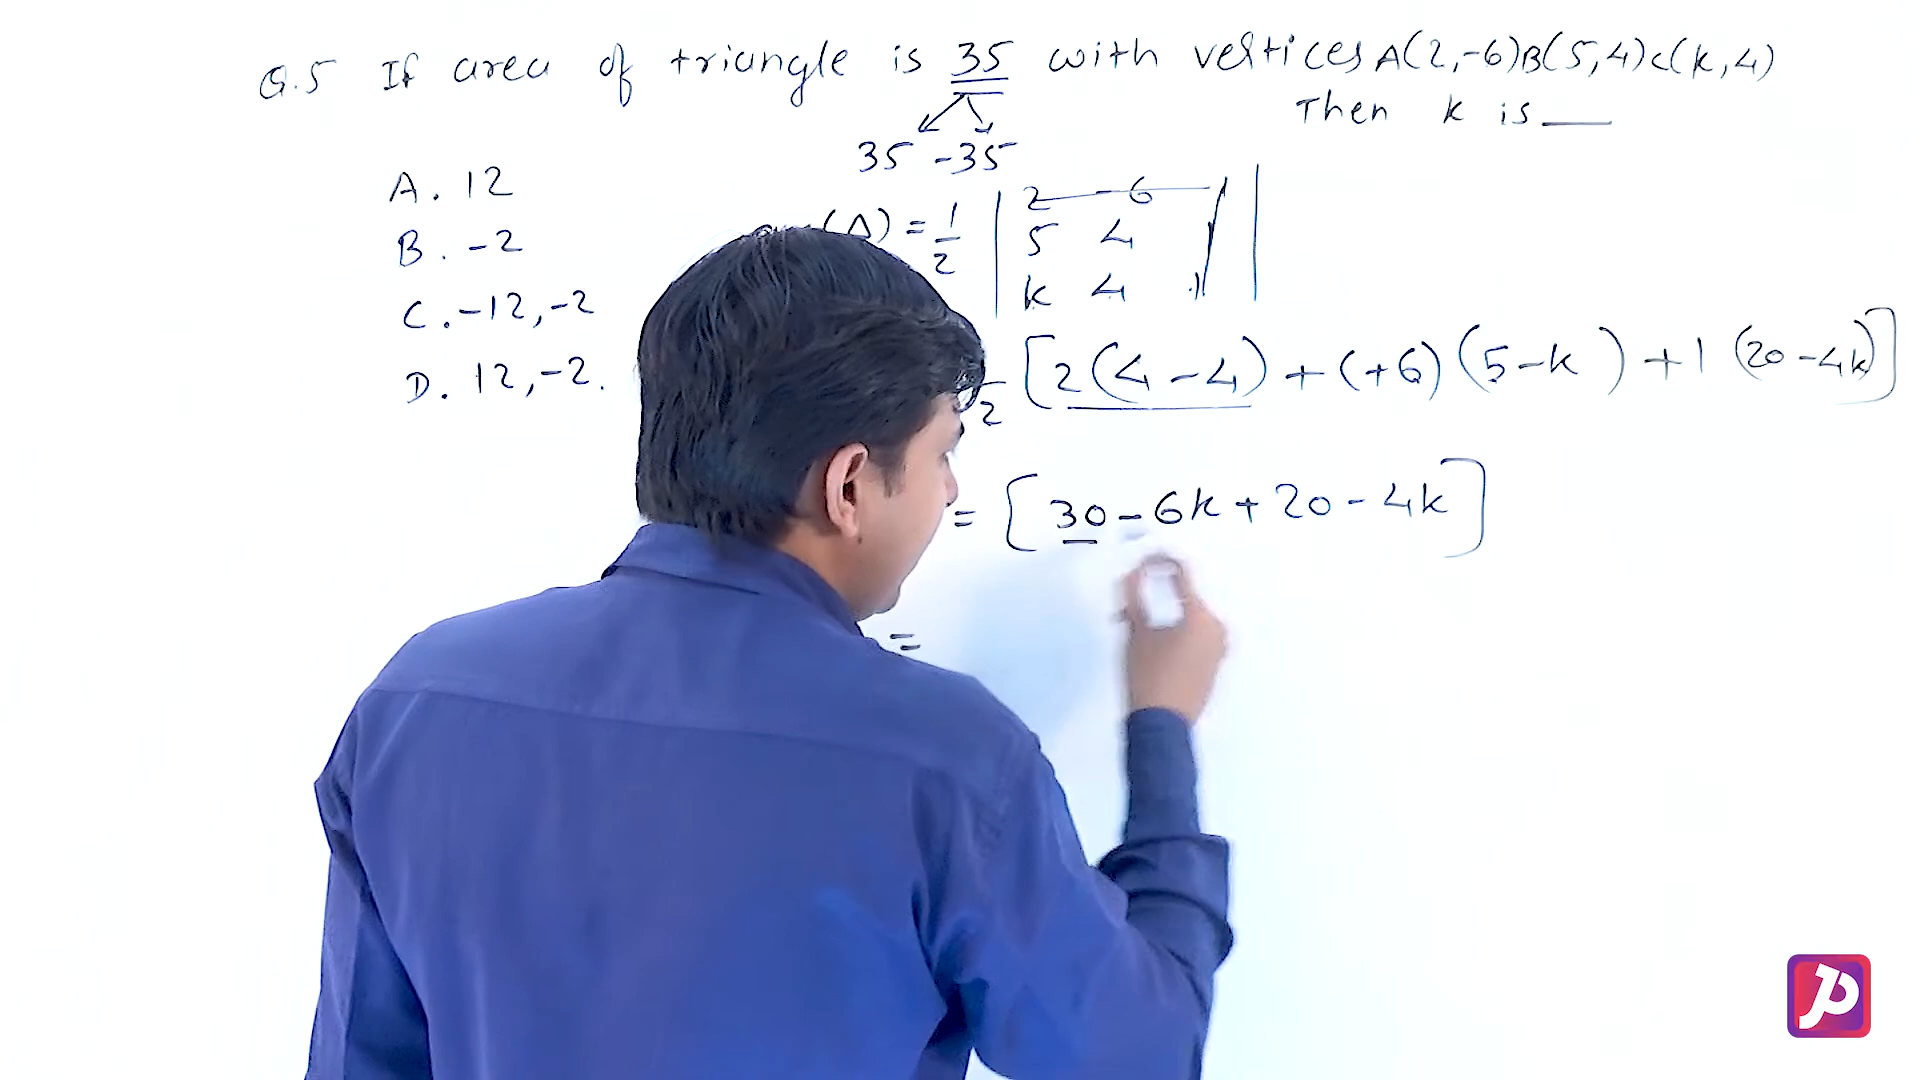 Q.5 If area of triangle is 35 with vertices A(2,-6)B(5,4)C(k,4)
Then k is ___
35 -35
A. 12
B. -2
C. -12,-2
D. 12,-2.
(Δ) = 1/2 | 2 -6 1 |
| 5 4 1 |
| k 4 1 |
2 [2(4-4) + (+6)(5-k) + 1 (20-4k)]
= [30 - 6k + 20 - 4k]
=